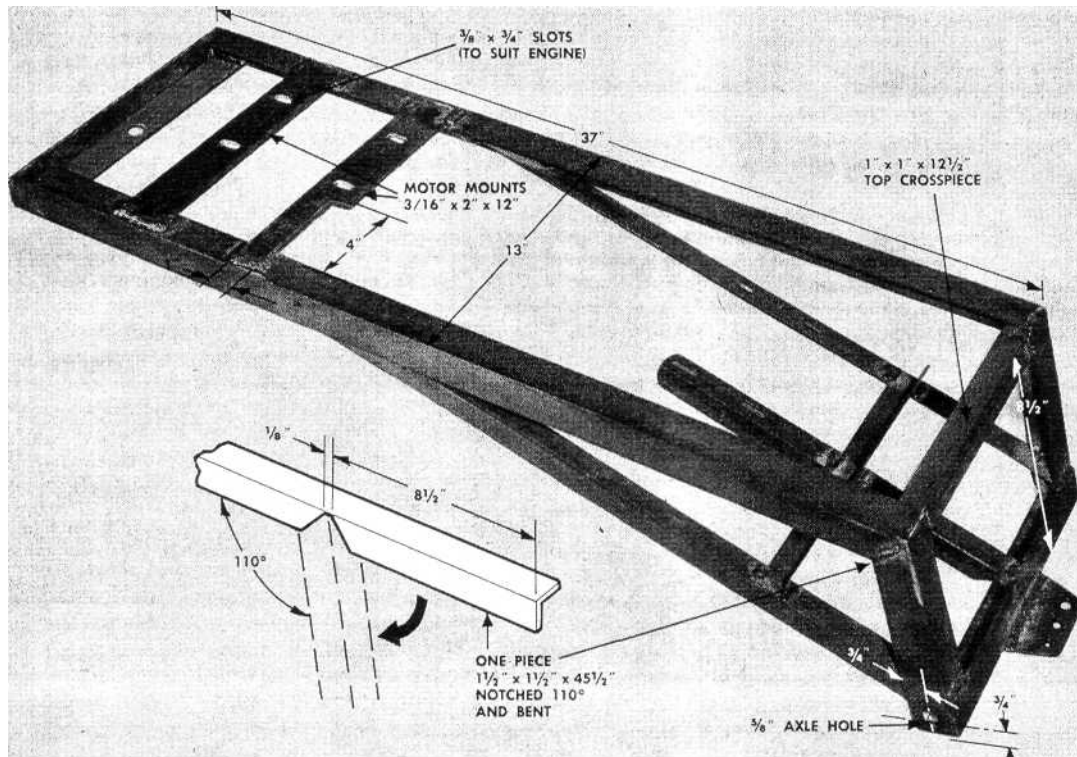 3/8" x 3/4" SLOTS
(TO SUIT ENGINE)
37"
1" x 1" x 12 1/2"
TOP CROSSPIECE
MOTOR MOUNTS
3/16" x 2" x 12"
4"
13"
8 1/2"
1/8"
8 1/2"
110°
ONE PIECE
1 1/2" x 1 1/2" x 45 1/2"
NOTCHED 110°
AND BENT
3/4"
3/4"
5/8" AXLE HOLE